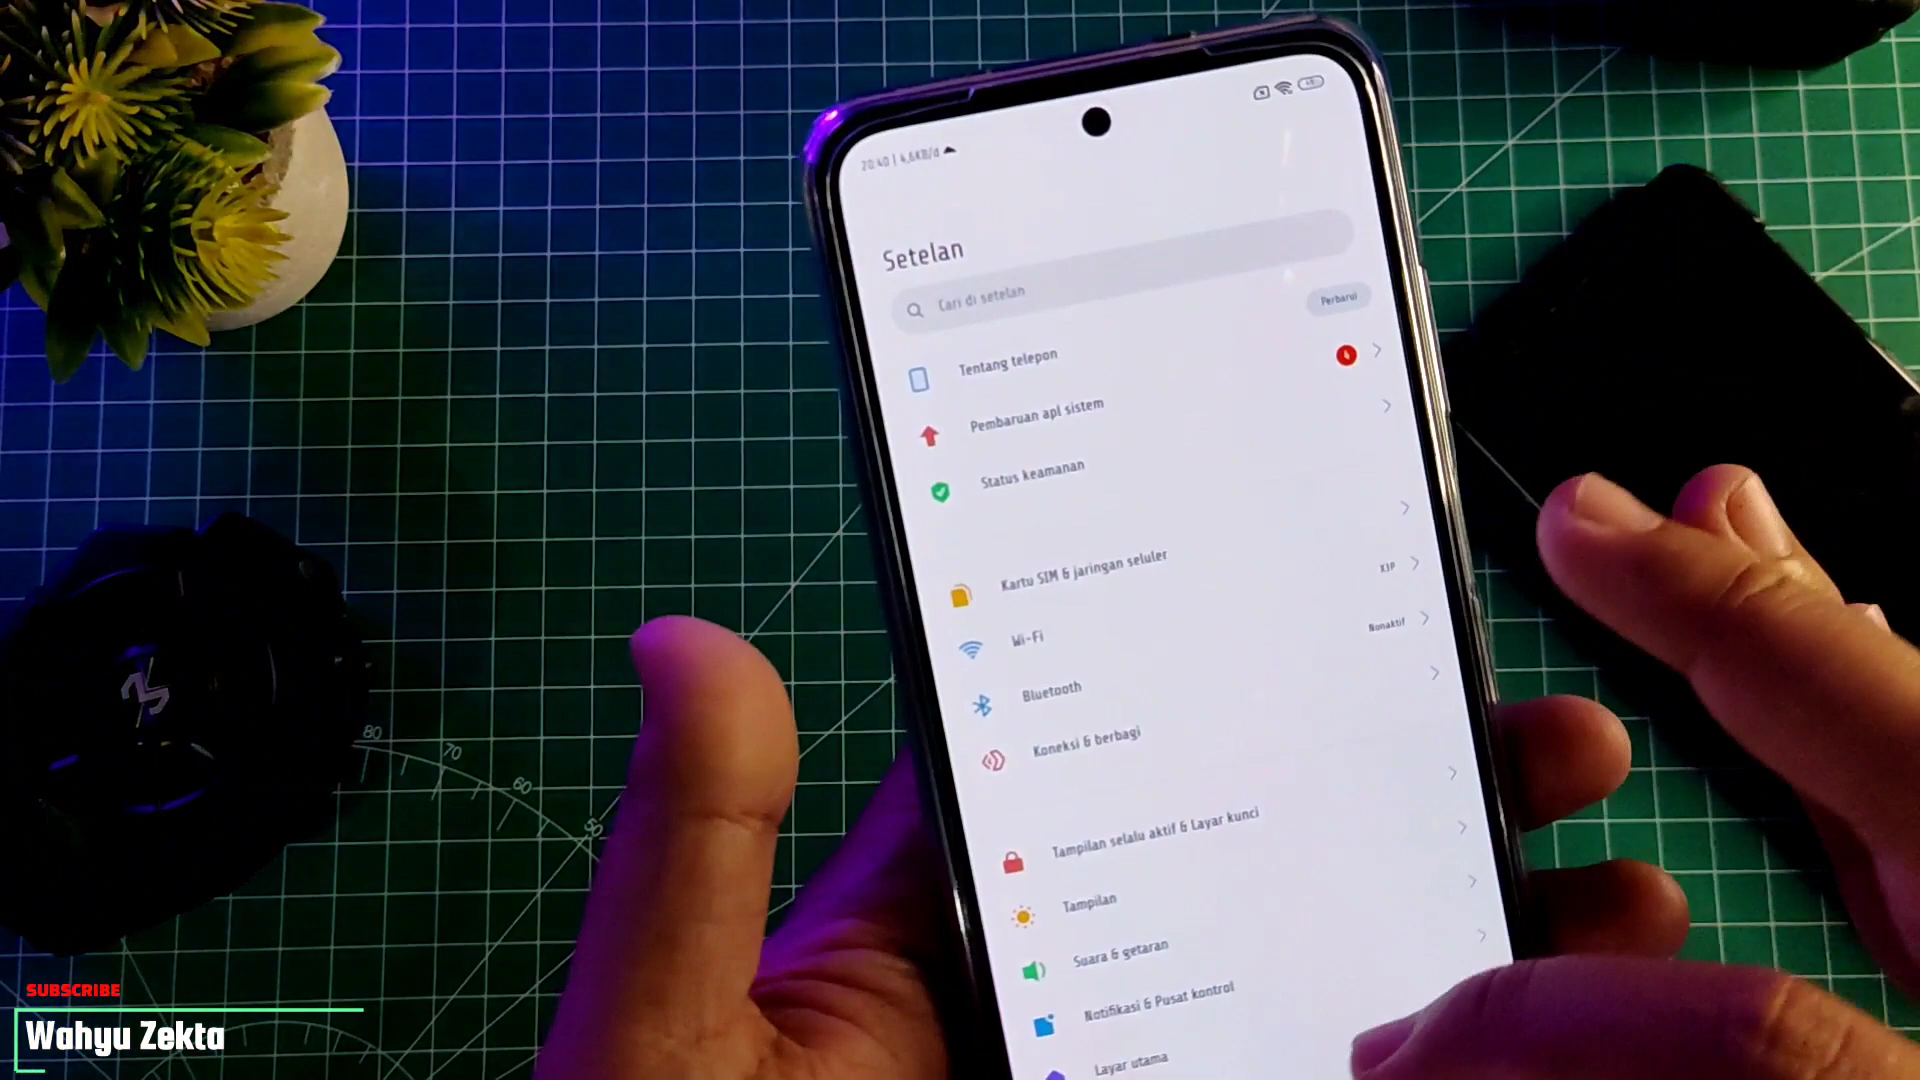 20:40 | 4,6KB/d
Setelan
Cari di setelan
Perbarui
Tentang telepon
Pembaruan apl sistem
Status keamanan
Kartu SIM & jaringan seluler
XJP
Wi-Fi
Nonaktif
Bluetooth
Koneksi & berbagi
Tampilan selalu aktif & Layar kunci
Tampilan
Suara & getaran
Notifikasi & Pusat kontrol
Layar utama
80
70
60
50
SUBSCRIBE
Wahyu Zekta